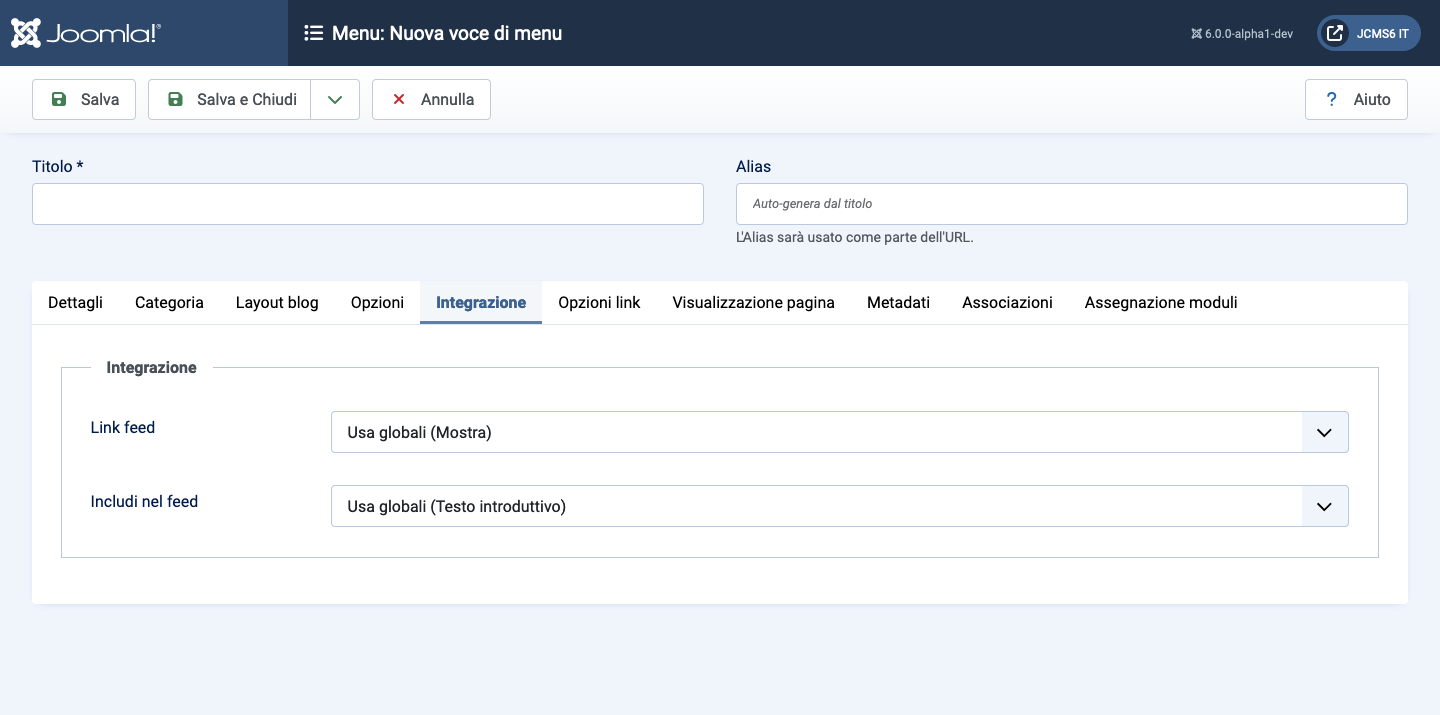 Joomla!®
Menu: Nuova voce di menu
6.0.0-alpha1-dev
JCMS6 IT
Salva
Salva e Chiudi
Annulla
? Aiuto
Titolo *
Alias
Auto-genera dal titolo
L'Alias sarà usato come parte dell'URL.
Dettagli Categoria Layout blog Opzioni Integrazione Opzioni link Visualizzazione pagina Metadati Associazioni Assegnazione moduli
Integrazione
Link feed
Usa globali (Mostra)
Includi nel feed
Usa globali (Testo introduttivo)